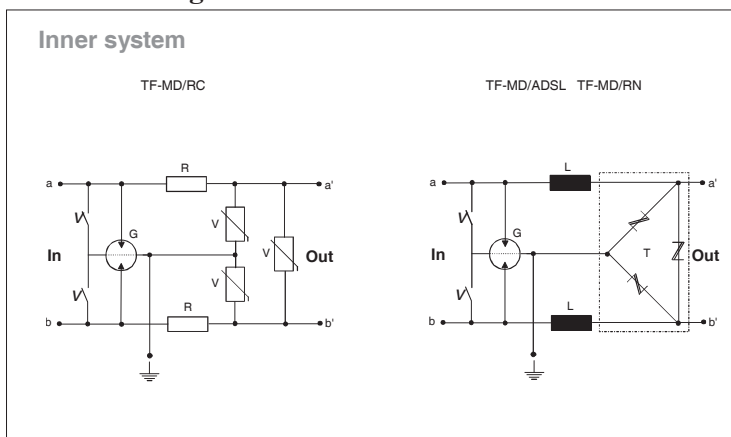 Inner system
TF-MD/RC
TF-MD/ADSL TF-MD/RN
R
a
a'
V
V
G
V
In
Out
V
V
R
b
b'
L
a
a'
V
G
In
T
Out
V
L
b
b'